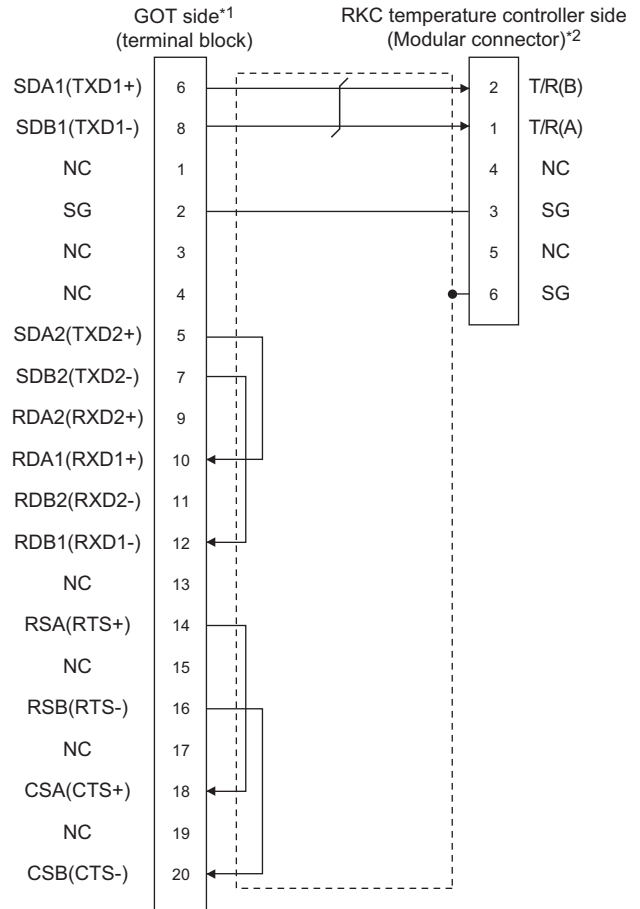 GOT side*1
(terminal block)
RKC temperature controller side
(Modular connector)*2
SDA1(TXD1+) 6 2 T/R(B)
SDB1(TXD1-) 8 1 T/R(A)
NC 1 4 NC
SG 2 3 SG
NC 3 5 NC
NC 4 6 SG
SDA2(TXD2+) 5
SDB2(TXD2-) 7
RDA2(RXD2+) 9
RDA1(RXD1+) 10
RDB2(RXD2-) 11
RDB1(RXD1-) 12
NC 13
RSA(RTS+) 14
NC 15
RSB(RTS-) 16
NC 17
CSA(CTS+) 18
NC 19
CSB(CTS-) 20